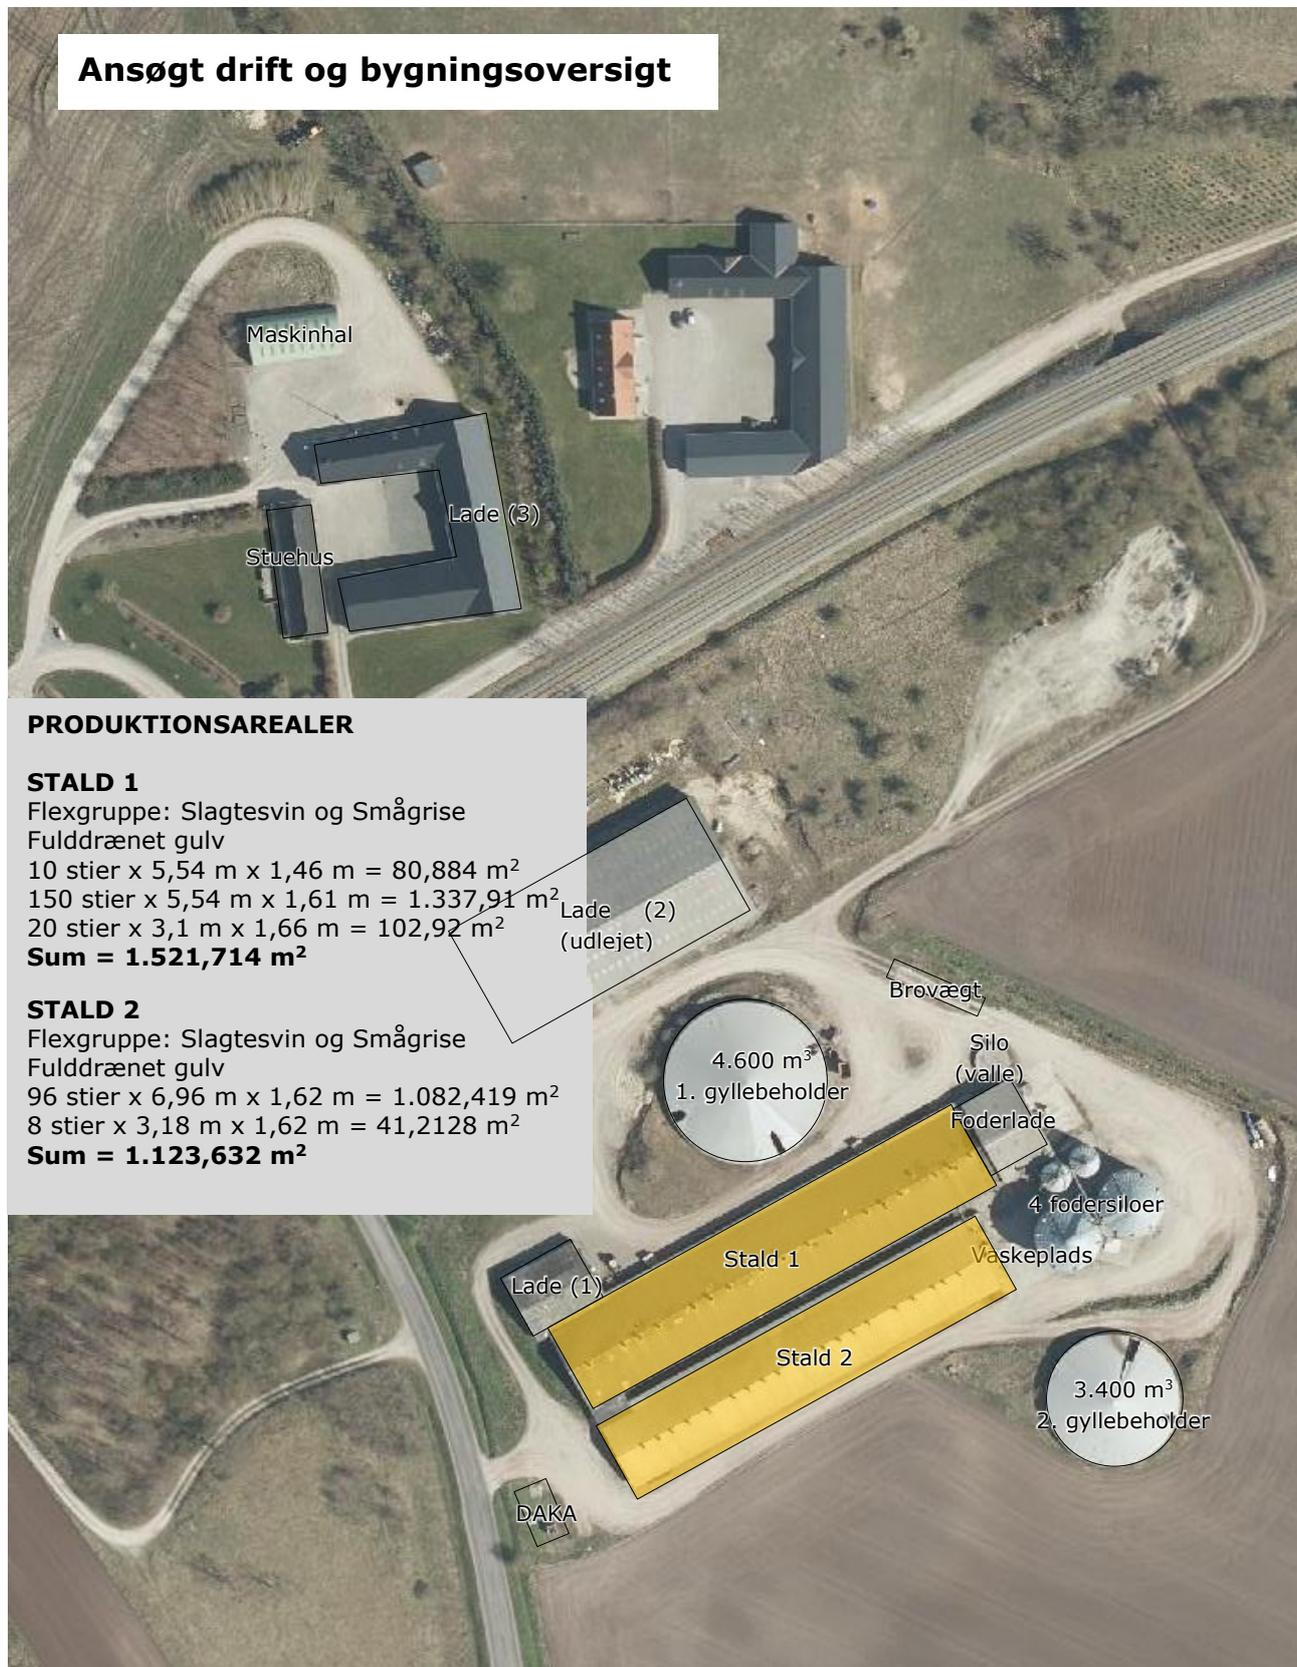 Ansøgt drift og bygningsoversigt
Maskinhal
Lade (3)
Stuehus
PRODUKTIONSAREALER
STALD 1
Flexgruppe: Slagtesvin og Smågrise
Fulddrænet gulv
10 stier x 5,54 m x 1,46 m = 80,884 m²
150 stier x 5,54 m x 1,61 m = 1.337,91 m²
20 stier x 3,1 m x 1,66 m = 102,92 m²
Sum = 1.521,714 m²
STALD 2
Flexgruppe: Slagtesvin og Smågrise
Fulddrænet gulv
96 stier x 6,96 m x 1,62 m = 1.082,419 m²
8 stier x 3,18 m x 1,62 m = 41,2128 m²
Sum = 1.123,632 m²
Lade (2)
(udlejet)
Brovægt
Silo
(valle)
4.600 m³
1. gyllebeholder
Foderlade
4 fodersiloer
Vaskeplads
Stald 1
Lade (1)
Stald 2
3.400 m³
2. gyllebeholder
DAKA